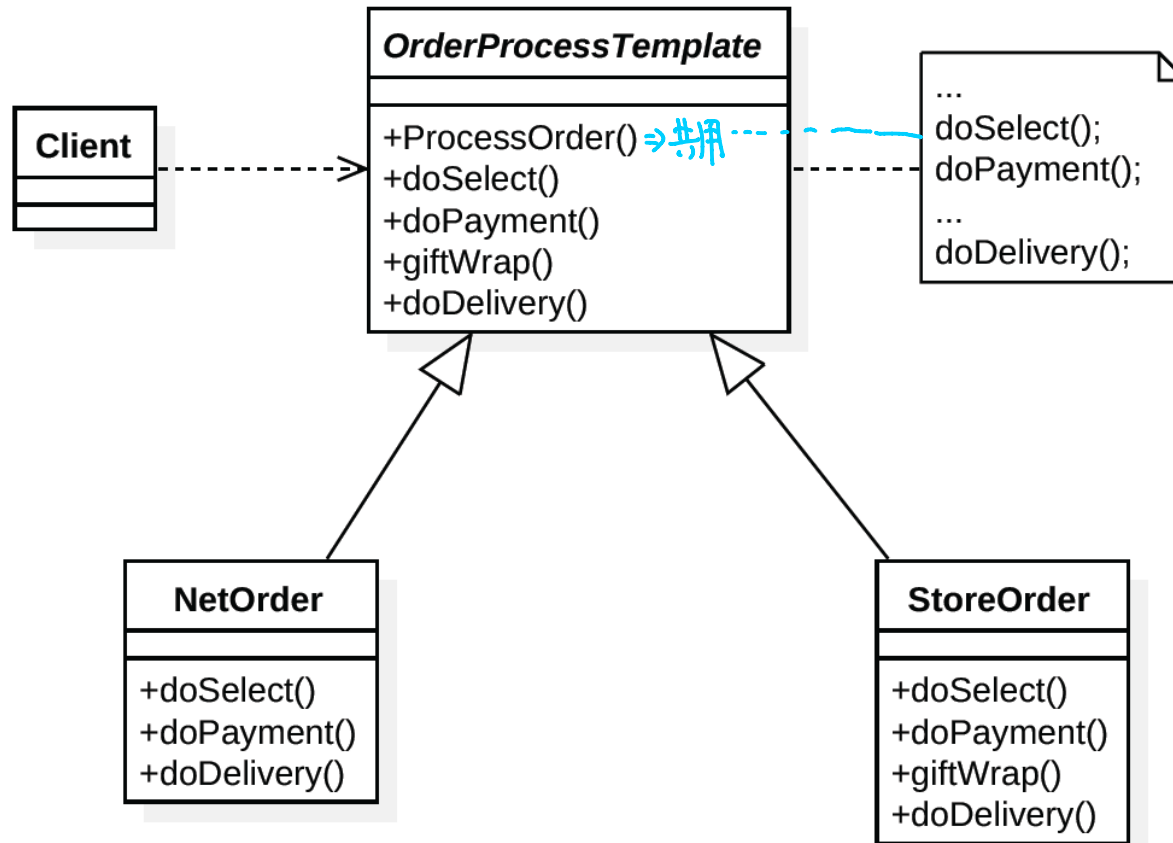 OrderProcessTemplate
+ProcessOrder()
+doSelect()
+doPayment()
+giftWrap()
+doDelivery()
Client
...
doSelect();
doPayment();
...
doDelivery();
NetOrder
+doSelect()
+doPayment()
+doDelivery()
StoreOrder
+doSelect()
+doPayment()
+giftWrap()
+doDelivery()